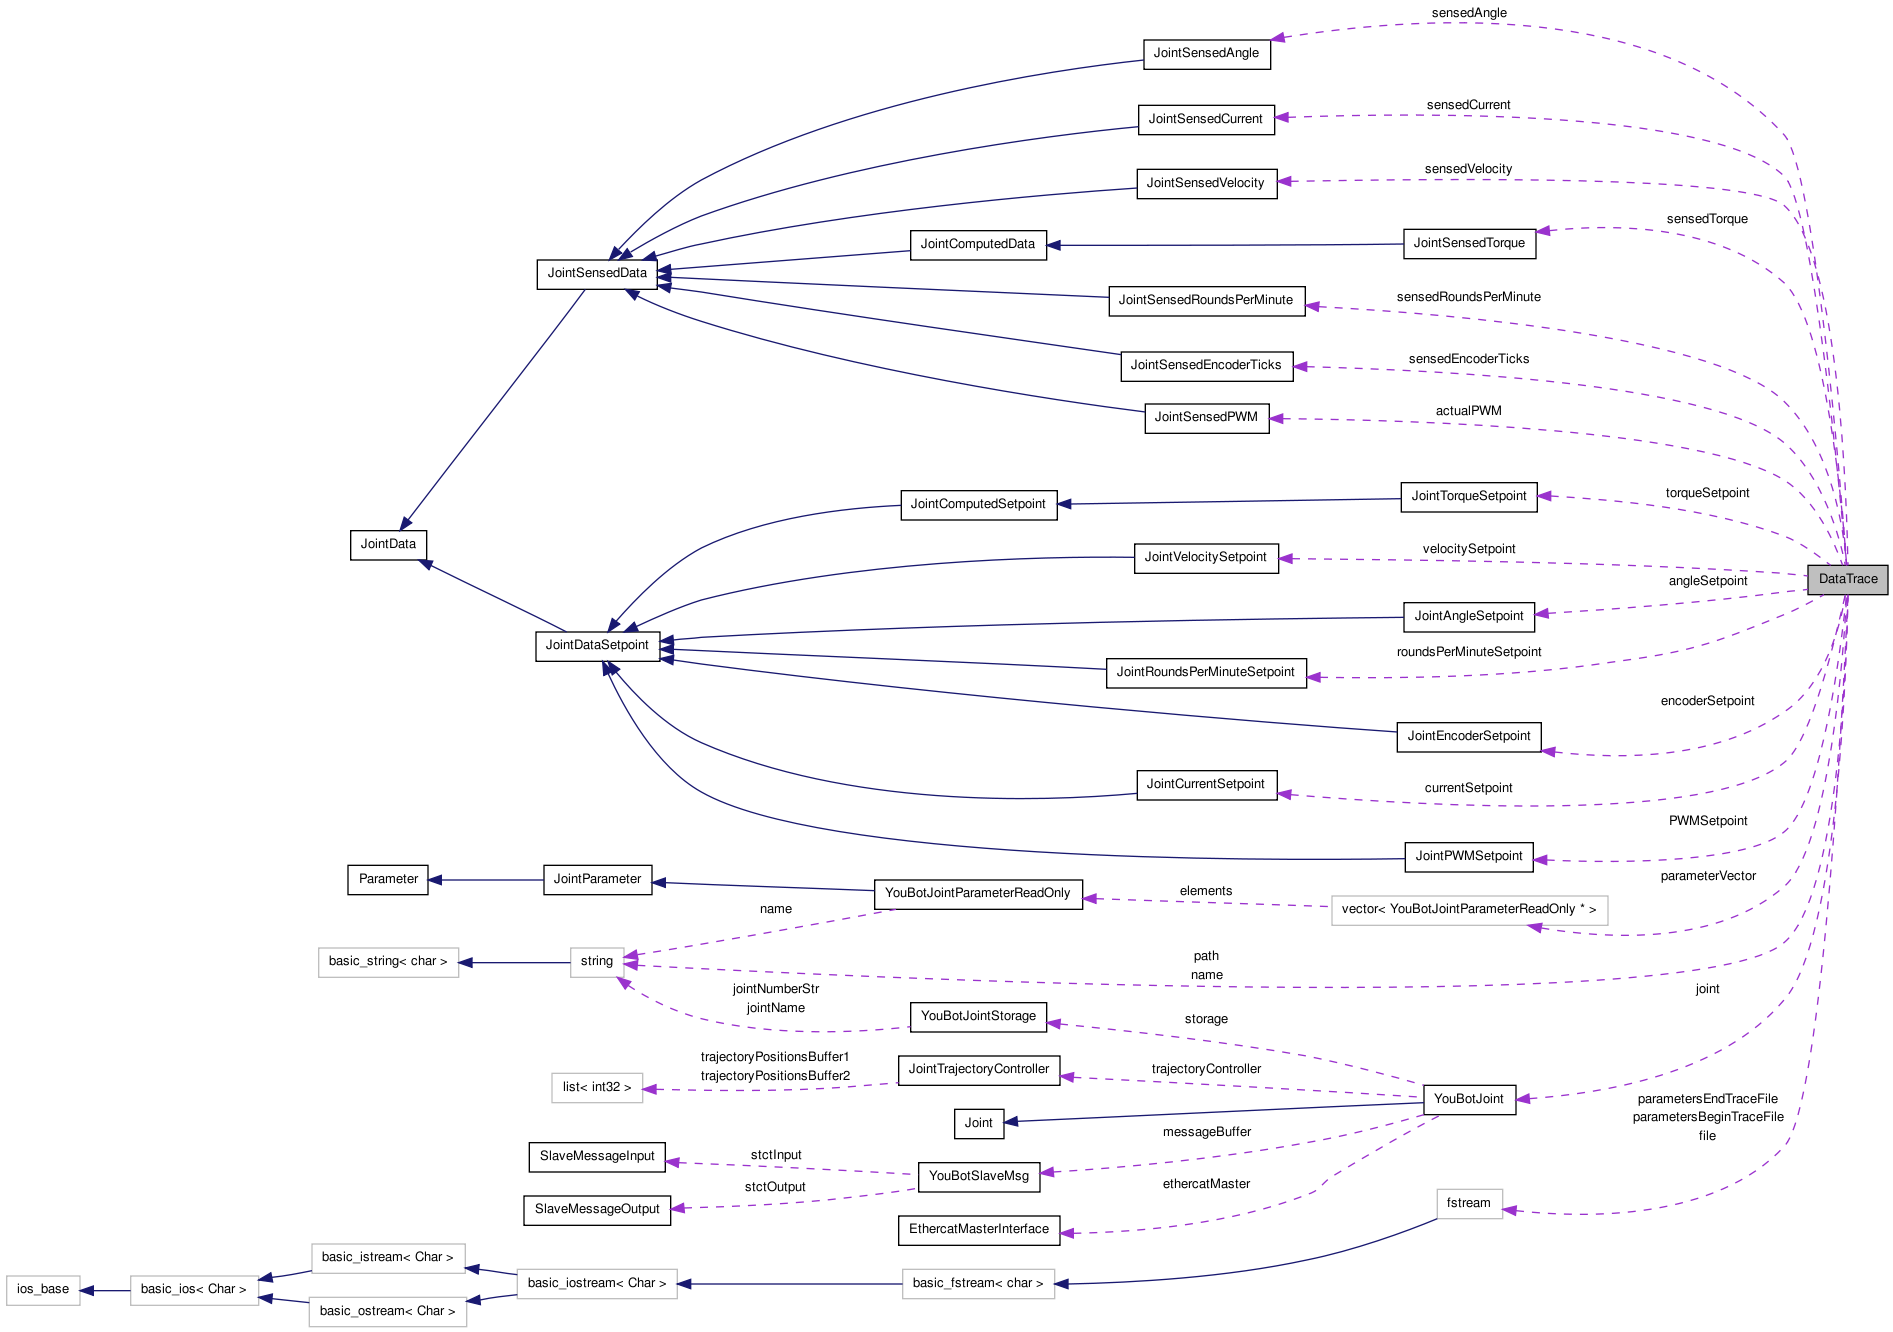 sensedAngle
JointSensedAngle
sensedCurrent
JointSensedCurrent
sensedVelocity
JointSensedVelocity
sensedTorque
JointComputedData
JointSensedTorque
JointSensedData
sensedRoundsPerMinute
JointSensedRoundsPerMinute
sensedEncoderTicks
JointSensedEncoderTicks
actualPWM
JointSensedPWM
torqueSetpoint
JointComputedSetpoint
JointTorqueSetpoint
JointData
velocitySetpoint
JointVelocitySetpoint
DataTrace
angleSetpoint
JointAngleSetpoint
JointDataSetpoint
roundsPerMinuteSetpoint
JointRoundsPerMinuteSetpoint
encoderSetpoint
JointEncoderSetpoint
JointCurrentSetpoint
currentSetpoint
PWMSetpoint
JointPWMSetpoint
Parameter
JointParameter
YouBotJointParameterReadOnly
elements
parameterVector
vector< YouBotJointParameterReadOnly * >
name
basic_string< char >
string
path
name
jointNumberStr
jointName
joint
YouBotJointStorage
storage
trajectoryPositionsBuffer1
trajectoryPositionsBuffer2
list< int32 >
JointTrajectoryController
trajectoryController
YouBotJoint
parametersEndTraceFile
parametersBeginTraceFile
file
Joint
messageBuffer
SlaveMessageInput
stctInput
YouBotSlaveMsg
stctOutput
ethercatMaster
SlaveMessageOutput
fstream
EthercatMasterInterface
basic_istream< Char >
ios_base
basic_ios< Char >
basic_iostream< Char >
basic_fstream< char >
basic_ostream< Char >